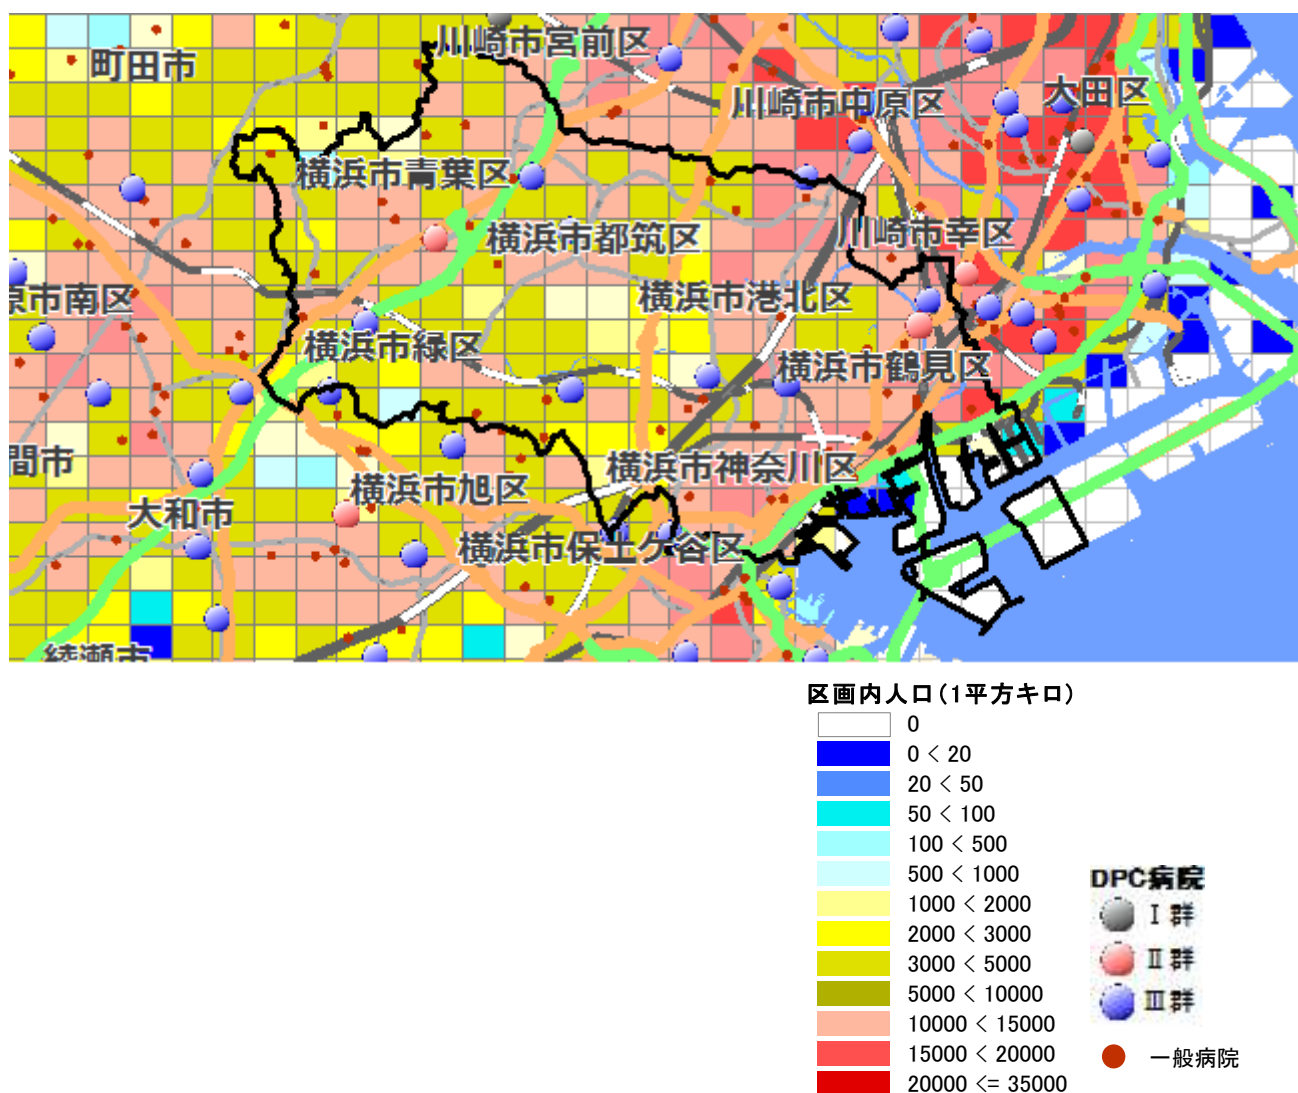 川崎市宮前区
町田市
川崎市中原区
大田区
横浜市青葉区
横浜市都筑区
川崎市幸区
原市南区
横浜市港北区
横浜市緑区
横浜市鶴見区
間市
横浜市神奈川区
横浜市旭区
大和市
横浜市保土ケ谷区
綾瀬市
区画内人口(1平方キロ)
0
0 < 20
20 < 50
50 < 100
100 < 500
500 < 1000
1000 < 2000
2000 < 3000
3000 < 5000
5000 < 10000
10000 < 15000
15000 < 20000
20000 <= 35000
DPC病院
Ⅰ群
Ⅱ群
Ⅲ群
一般病院